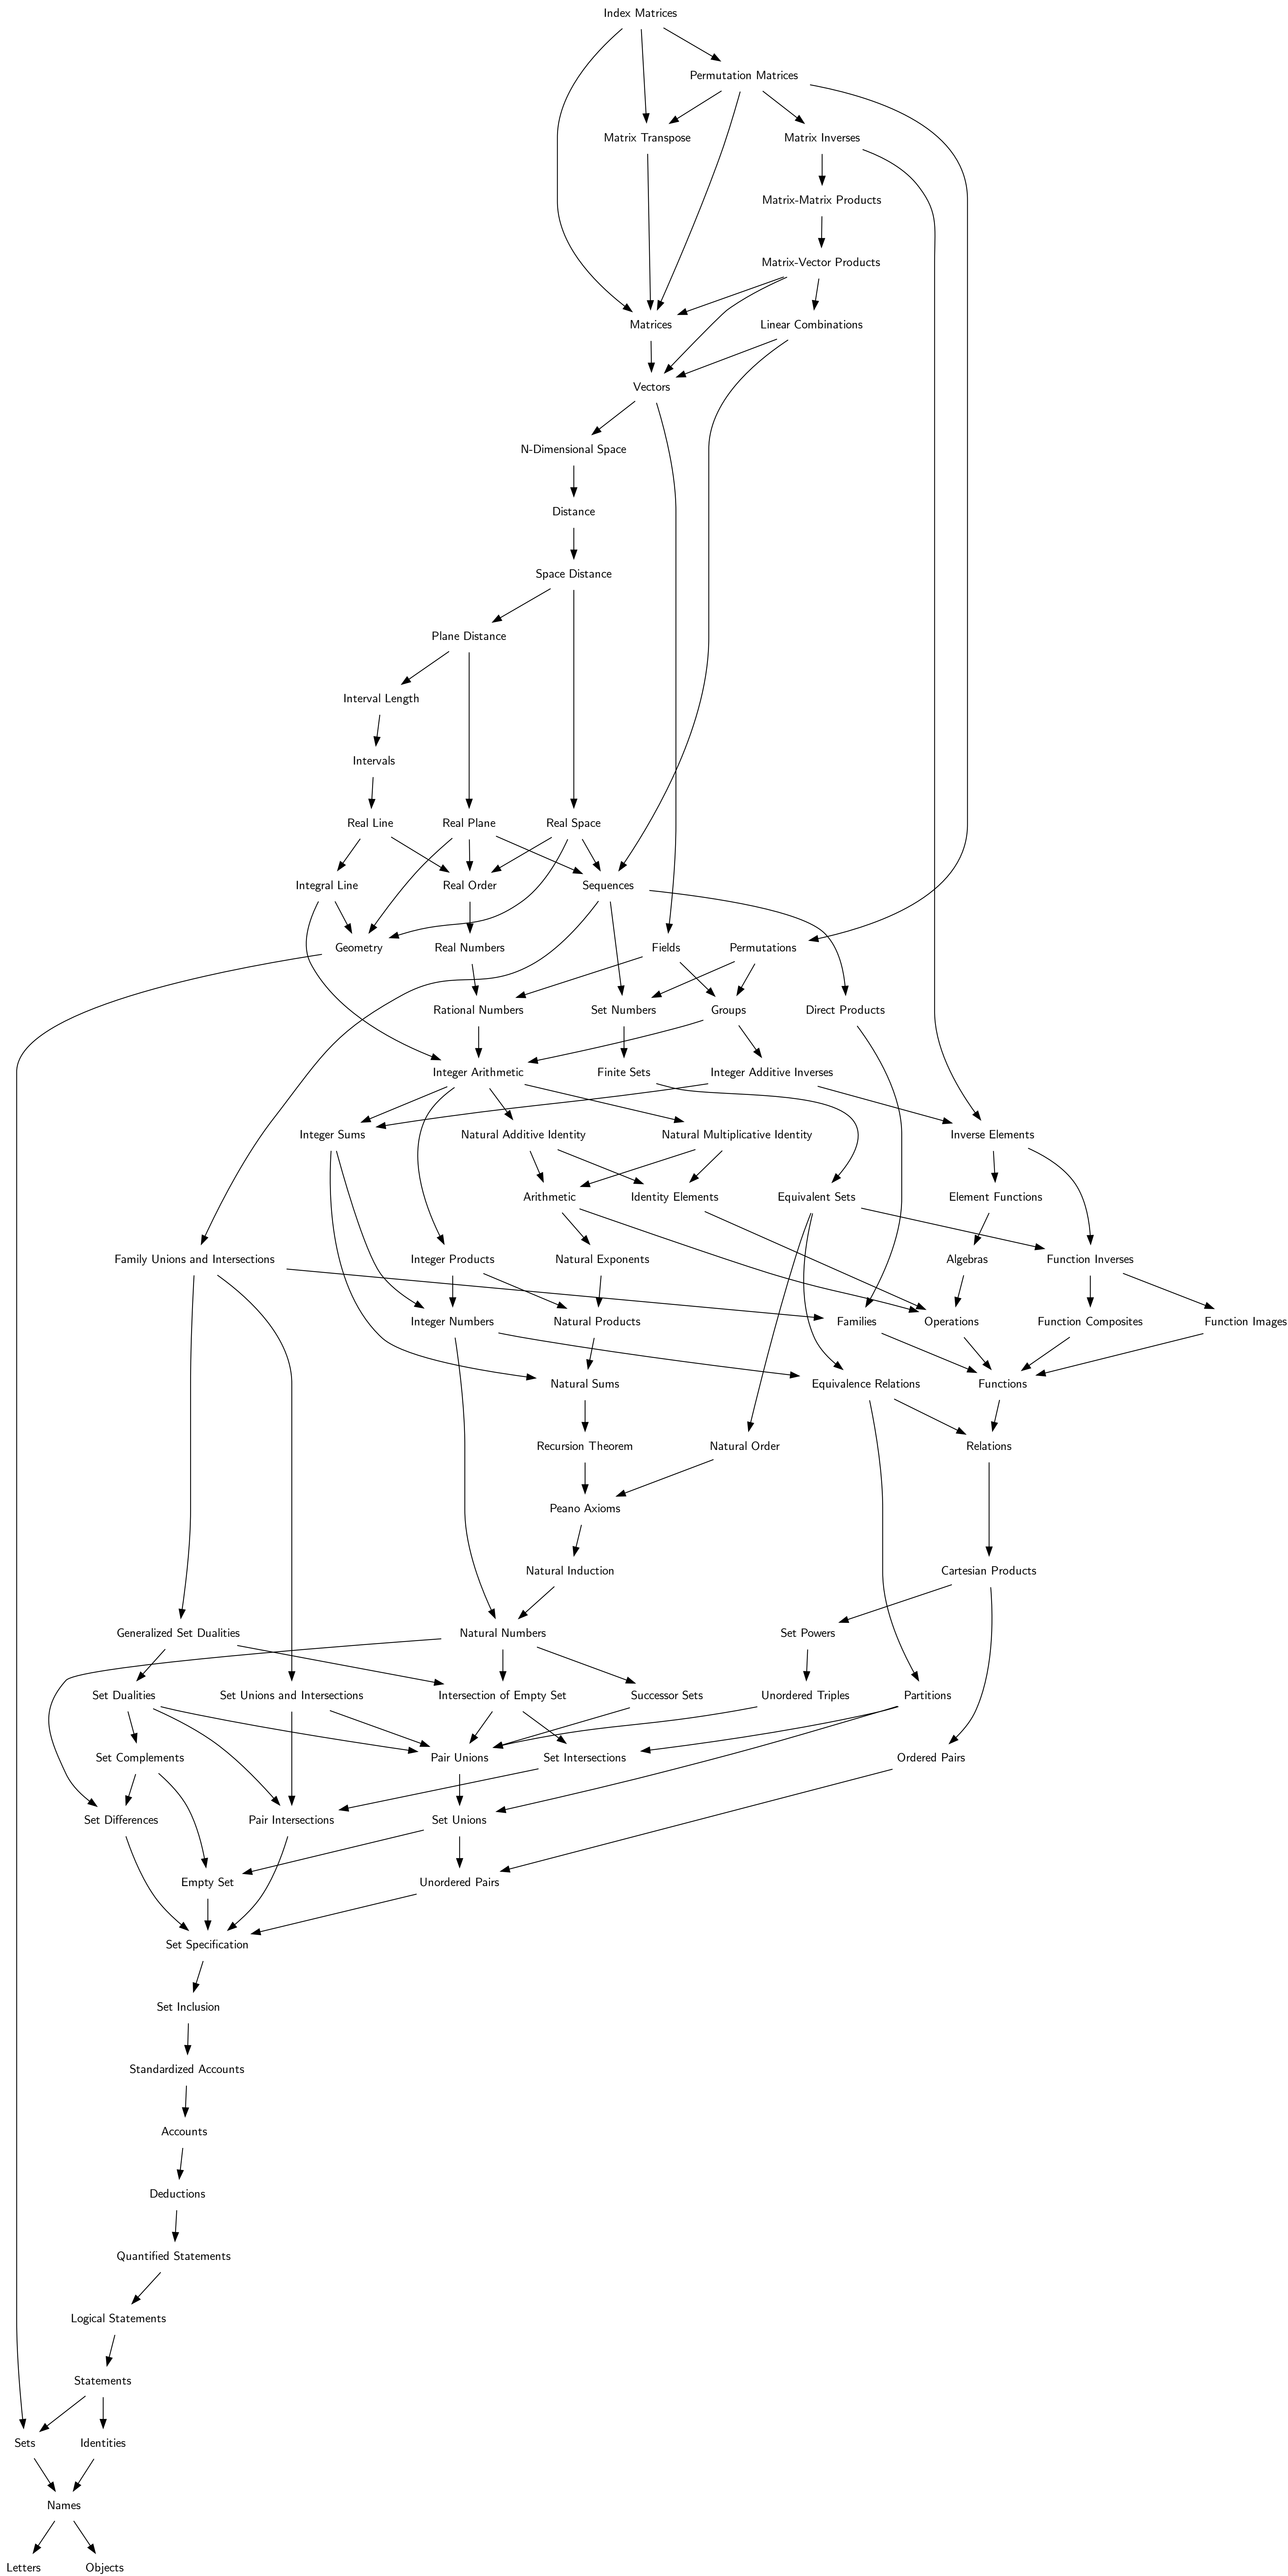 Index Matrices
Permutation Matrices
Matrix Transpose
Matrix Inverses
Matrix-Matrix Products
Matrix-Vector Products
Matrices
Linear Combinations
Vectors
N-Dimensional Space
Distance
Space Distance
Plane Distance
Interval Length
Intervals
Real Line
Real Plane
Real Space
Integral Line
Real Order
Sequences
Geometry
Real Numbers
Fields
Permutations
Rational Numbers
Set Numbers
Groups
Direct Products
Integer Arithmetic
Finite Sets
Integer Additive Inverses
Integer Sums
Natural Additive Identity
Natural Multiplicative Identity
Inverse Elements
Arithmetic
Identity Elements
Equivalent Sets
Element Functions
Family Unions and Intersections
Integer Products
Natural Exponents
Algebras
Function Inverses
Integer Numbers
Natural Products
Families
Operations
Function Composites
Function Images
Natural Sums
Equivalence Relations
Functions
Recursion Theorem
Natural Order
Relations
Peano Axioms
Natural Induction
Cartesian Products
Generalized Set Dualities
Natural Numbers
Set Powers
Set Dualities
Set Unions and Intersections
Intersection of Empty Set
Successor Sets
Unordered Triples
Partitions
Set Complements
Pair Unions
Set Intersections
Ordered Pairs
Set Differences
Pair Intersections
Set Unions
Empty Set
Unordered Pairs
Set Specification
Set Inclusion
Standardized Accounts
Accounts
Deductions
Quantified Statements
Logical Statements
Statements
Sets
Identities
Names
Letters
Objects